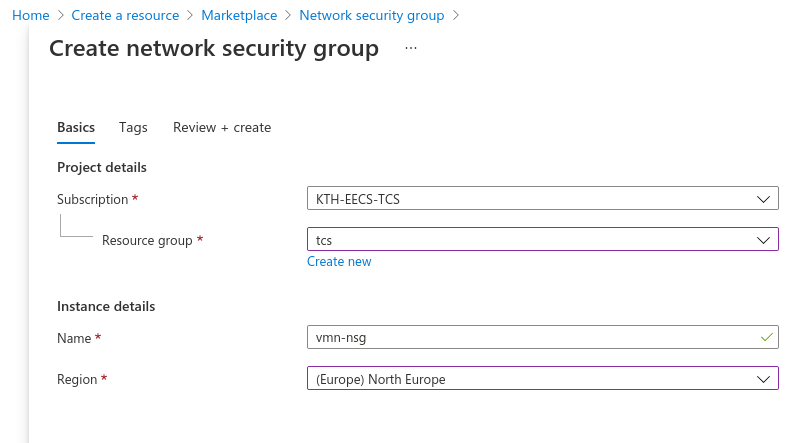 Home > Create a resource > Marketplace > Network security group >
Create network security group ...
Basics Tags Review + create
Project details
Subscription * KTH-EECS-TCS
Resource group * tcs
Create new
Instance details
Name * vmn-nsg
Region * (Europe) North Europe